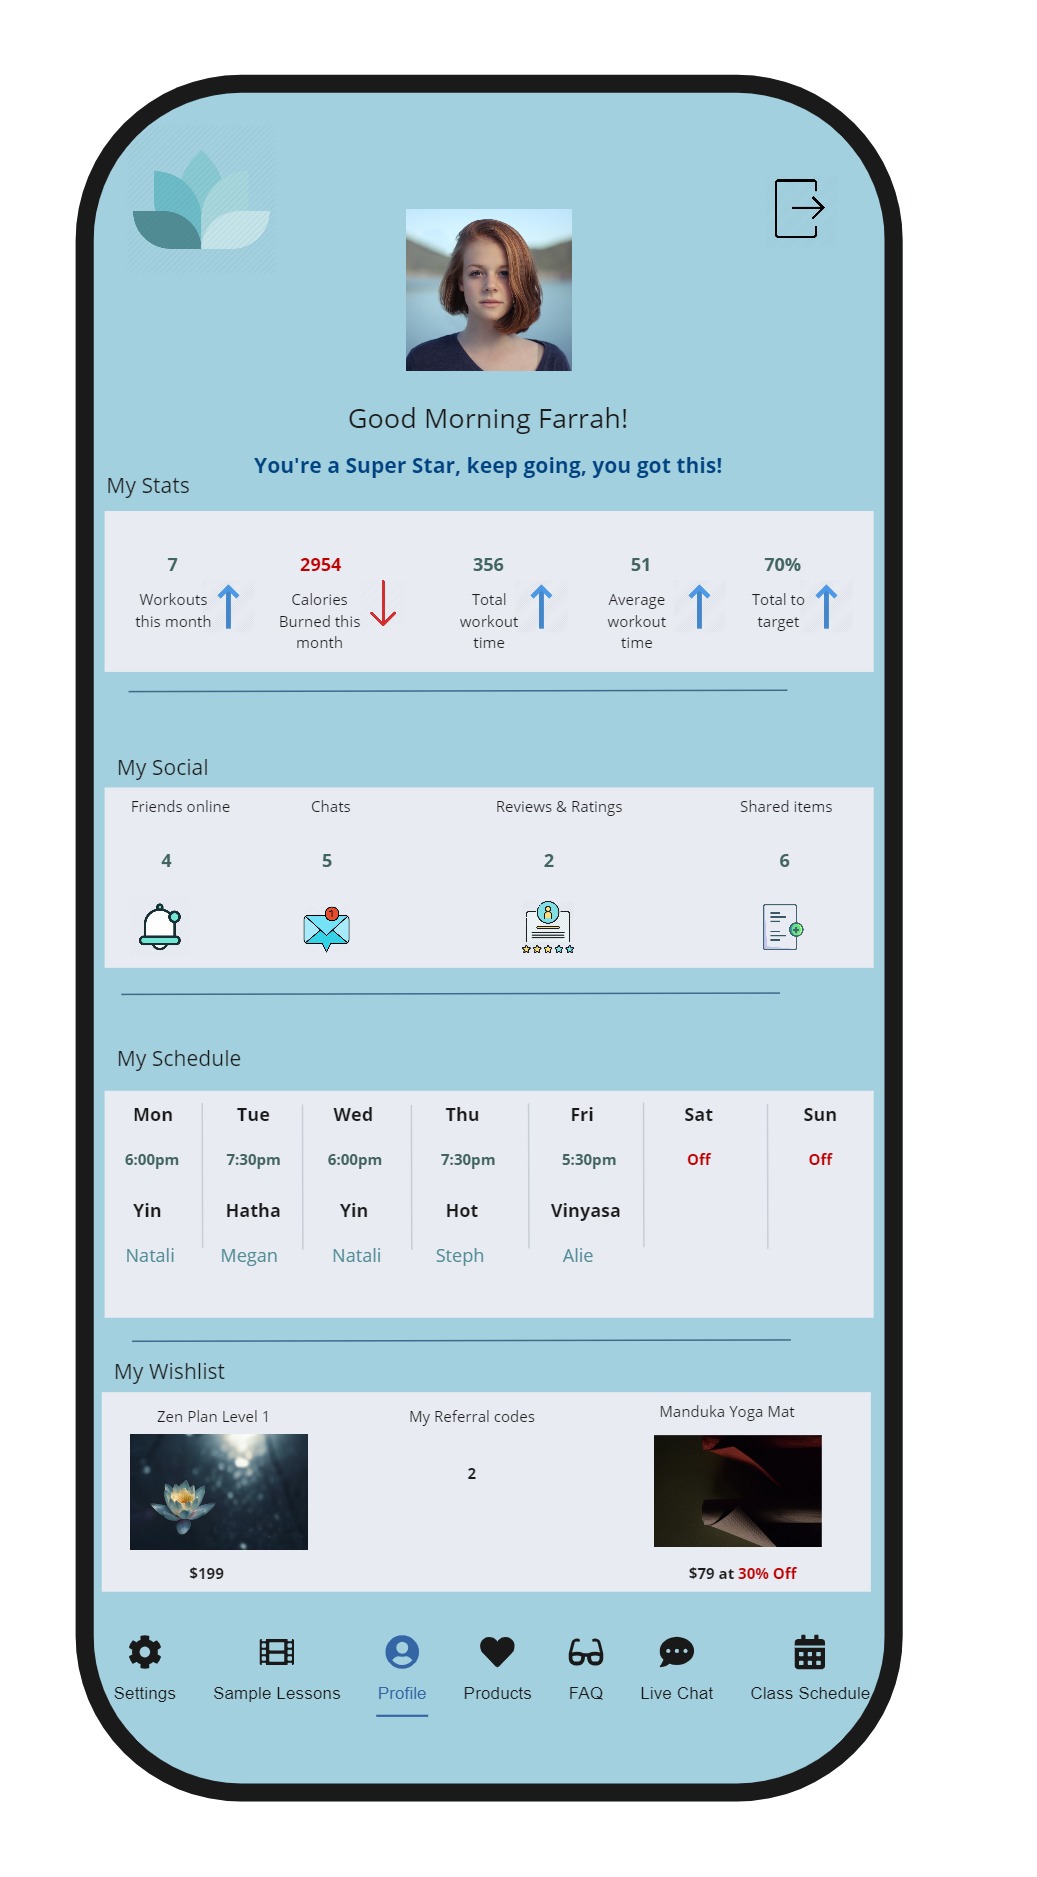 Good Morning Farrah!
You're a Super Star, keep going, you got this!
My Stats
7
2954
356
51
70%
Workouts
this month
Calories
Burned this
month
Total
workout
time
Average
workout
time
Total to
target
My Social
Friends online
Chats
Reviews & Ratings
Shared items
4
5
2
6
1
My Schedule
Mon
Tue
Wed
Thu
Fri
Sat
Sun
6:00pm
7:30pm
6:00pm
7:30pm
5:30pm
Off
Off
Yin
Hatha
Yin
Hot
Vinyasa
Natali
Megan
Natali
Steph
Alie
My Wishlist
Zen Plan Level 1
My Referral codes
Manduka Yoga Mat
2
$199
$79 at 30% Off
Settings
Sample Lessons
Profile
Products
FAQ
Live Chat
Class Schedule